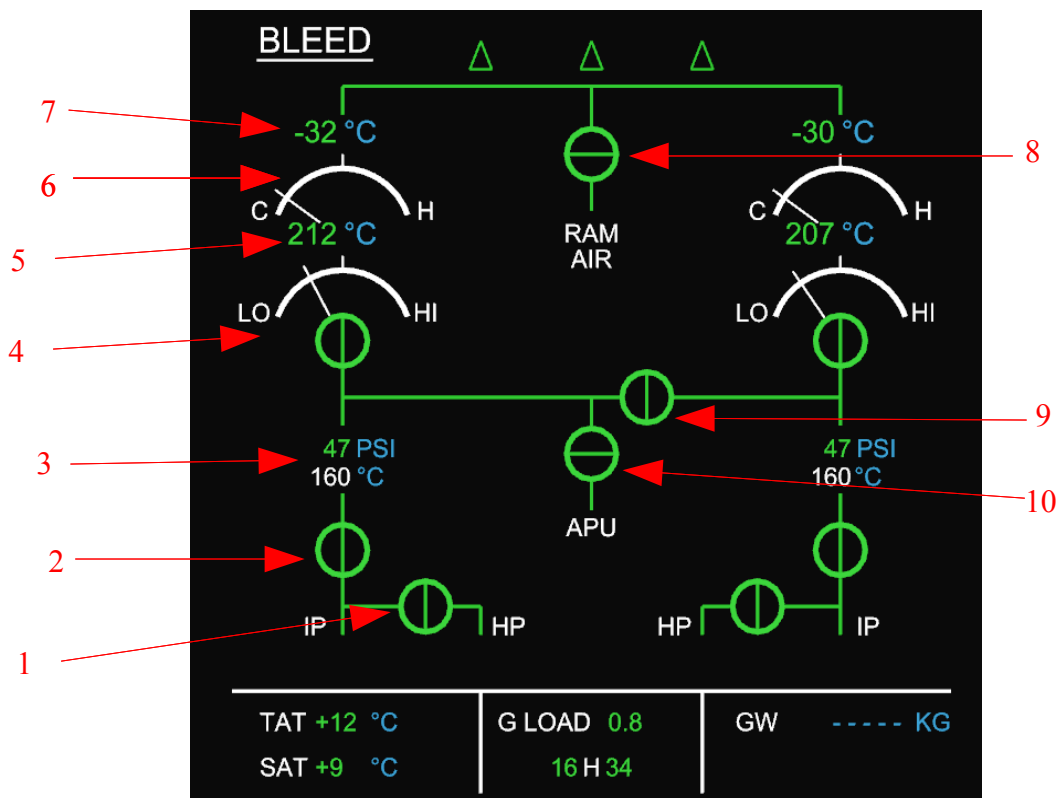 BLEED
7
-32 °C
-30 °C
8
6
C
H
C
H
5
212 °C
RAM
AIR
207 °C
LO
HI
LO
HI
4
9
3
47 PSI
160 °C
47 PSI
160 °C
10
APU
2
IP
HP
HP
IP
1
TAT +12 °C
G LOAD 0.8
GW - - - - - KG
SAT +9 °C
16 H 34